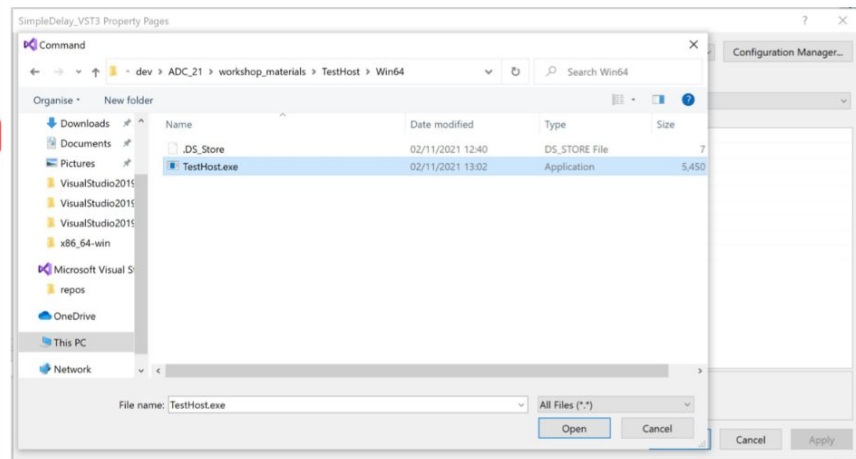 SimpleDelay_VST3 Property Pages
Command
Configuration Manager...
dev > ADC_21 > workshop_materials > TestHost > Win64
Search Win64
Organise
New folder
Name
Date modified
Type
Size
Downloads
Documents
Pictures
VisualStudio2019
VisualStudio2019
VisualStudio2019
x86_64-win
Microsoft Visual S
repos
OneDrive
This PC
Network
.DS_Store 02/11/2021 12:40 DS_STORE File 7
TestHost.exe 02/11/2021 13:02 Application 5,450
File name: TestHost.exe
All Files (*.*)
Open
Cancel
Cancel
Apply